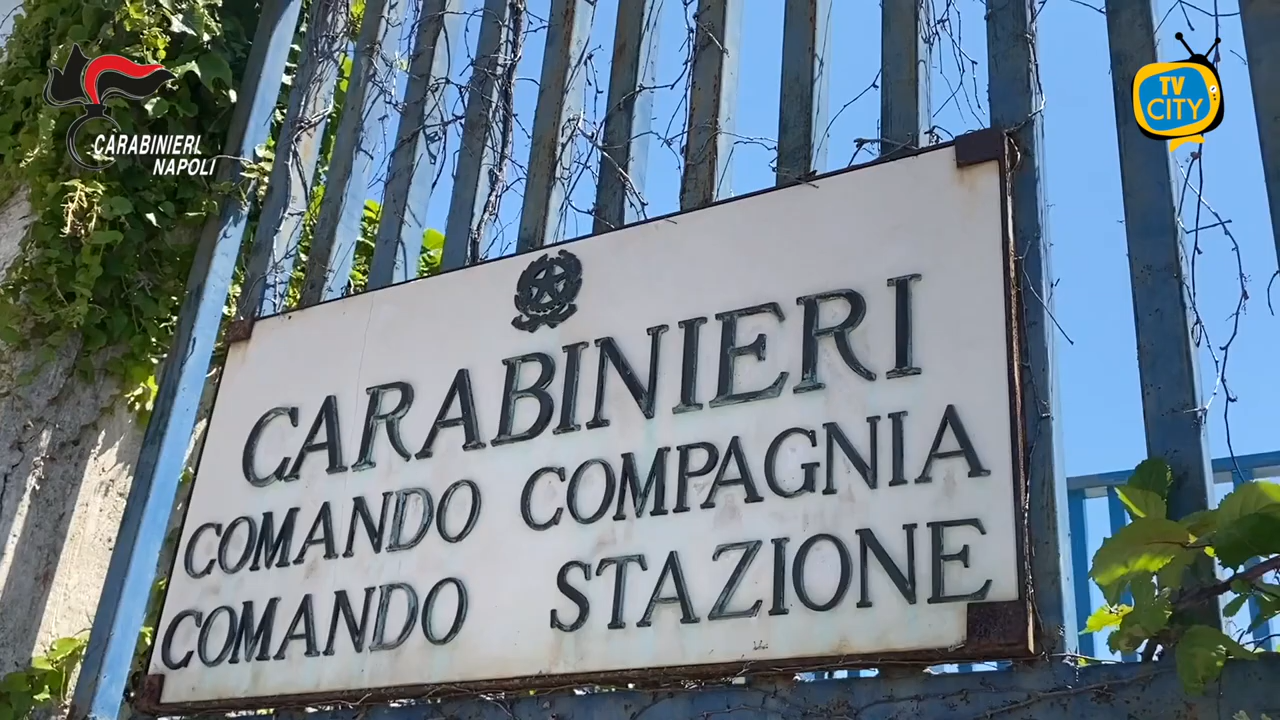 CARABINIERI
NAPOLI
TV
CITY
CARABINIERI
COMANDO COMPAGNIA
COMANDO STAZIONE